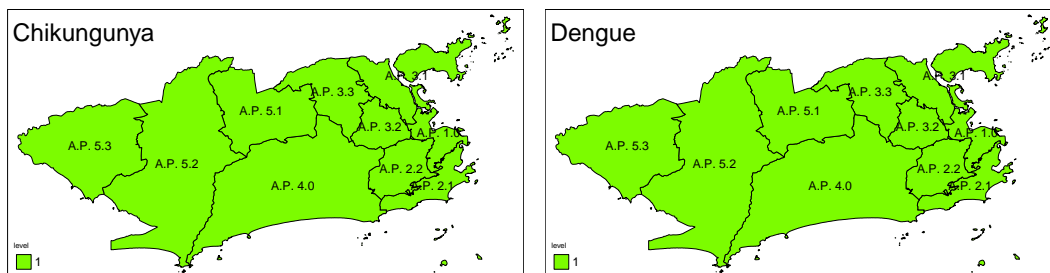 Chikungunya
A.P. 3.1
A.P. 3.3
A.P. 5.1
A.P. 3.2
A.P. 1.0
A.P. 5.3
A.P. 5.2
A.P. 2.2
A.P. 4.0
A.P. 2.1
level
1
Dengue
A.P. 3.1
A.P. 3.3
A.P. 5.1
A.P. 3.2
A.P. 1.0
A.P. 5.3
A.P. 5.2
A.P. 2.2
A.P. 4.0
A.P. 2.1
level
1